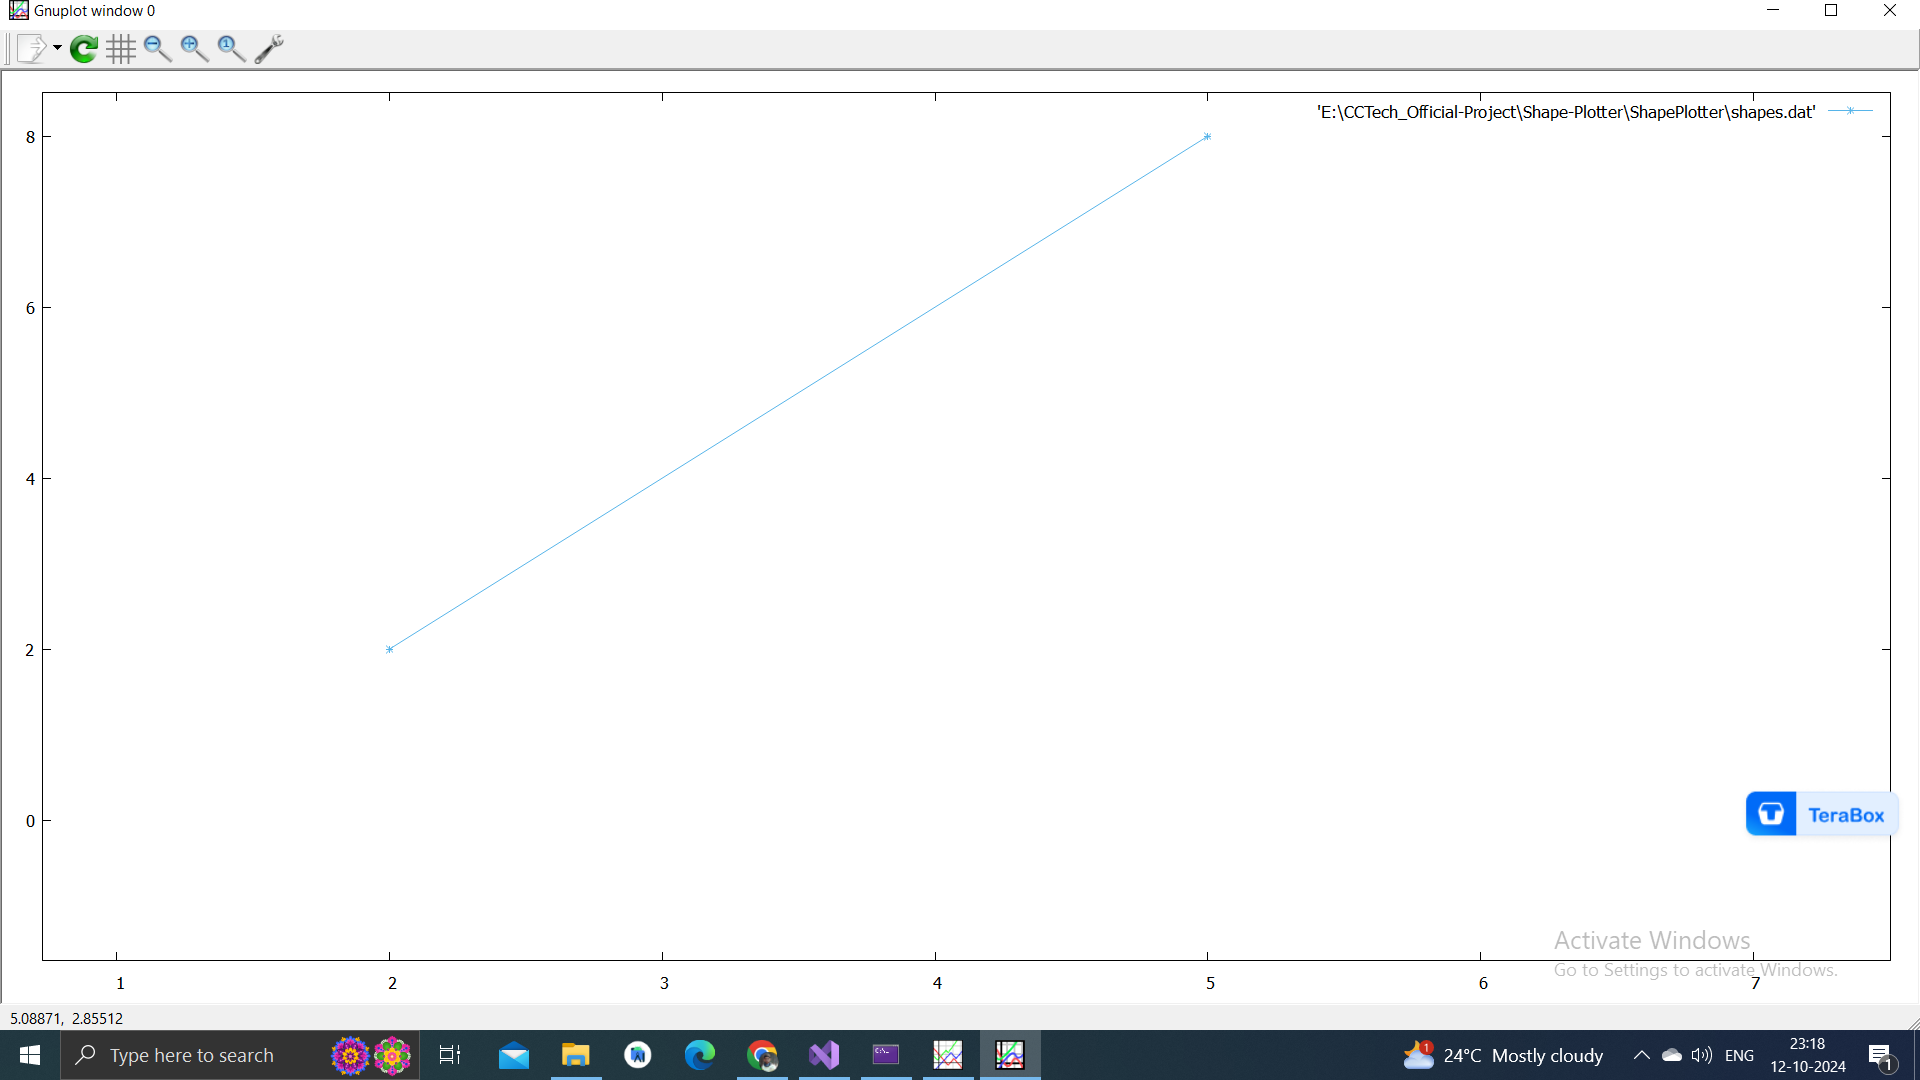 Gnuplot window 0
'E:\CCTech_Official-Project\Shape-Plotter\ShapePlotter\shapes.dat'
8
6
4
2
0
1 2 3 4 5 6 7
TeraBox
Activate Windows
Go to Settings to activate Windows.
5.08871, 2.85512
Type here to search
24°C Mostly cloudy
ENG
23:18
12-10-2024
1
1
1
C:\_